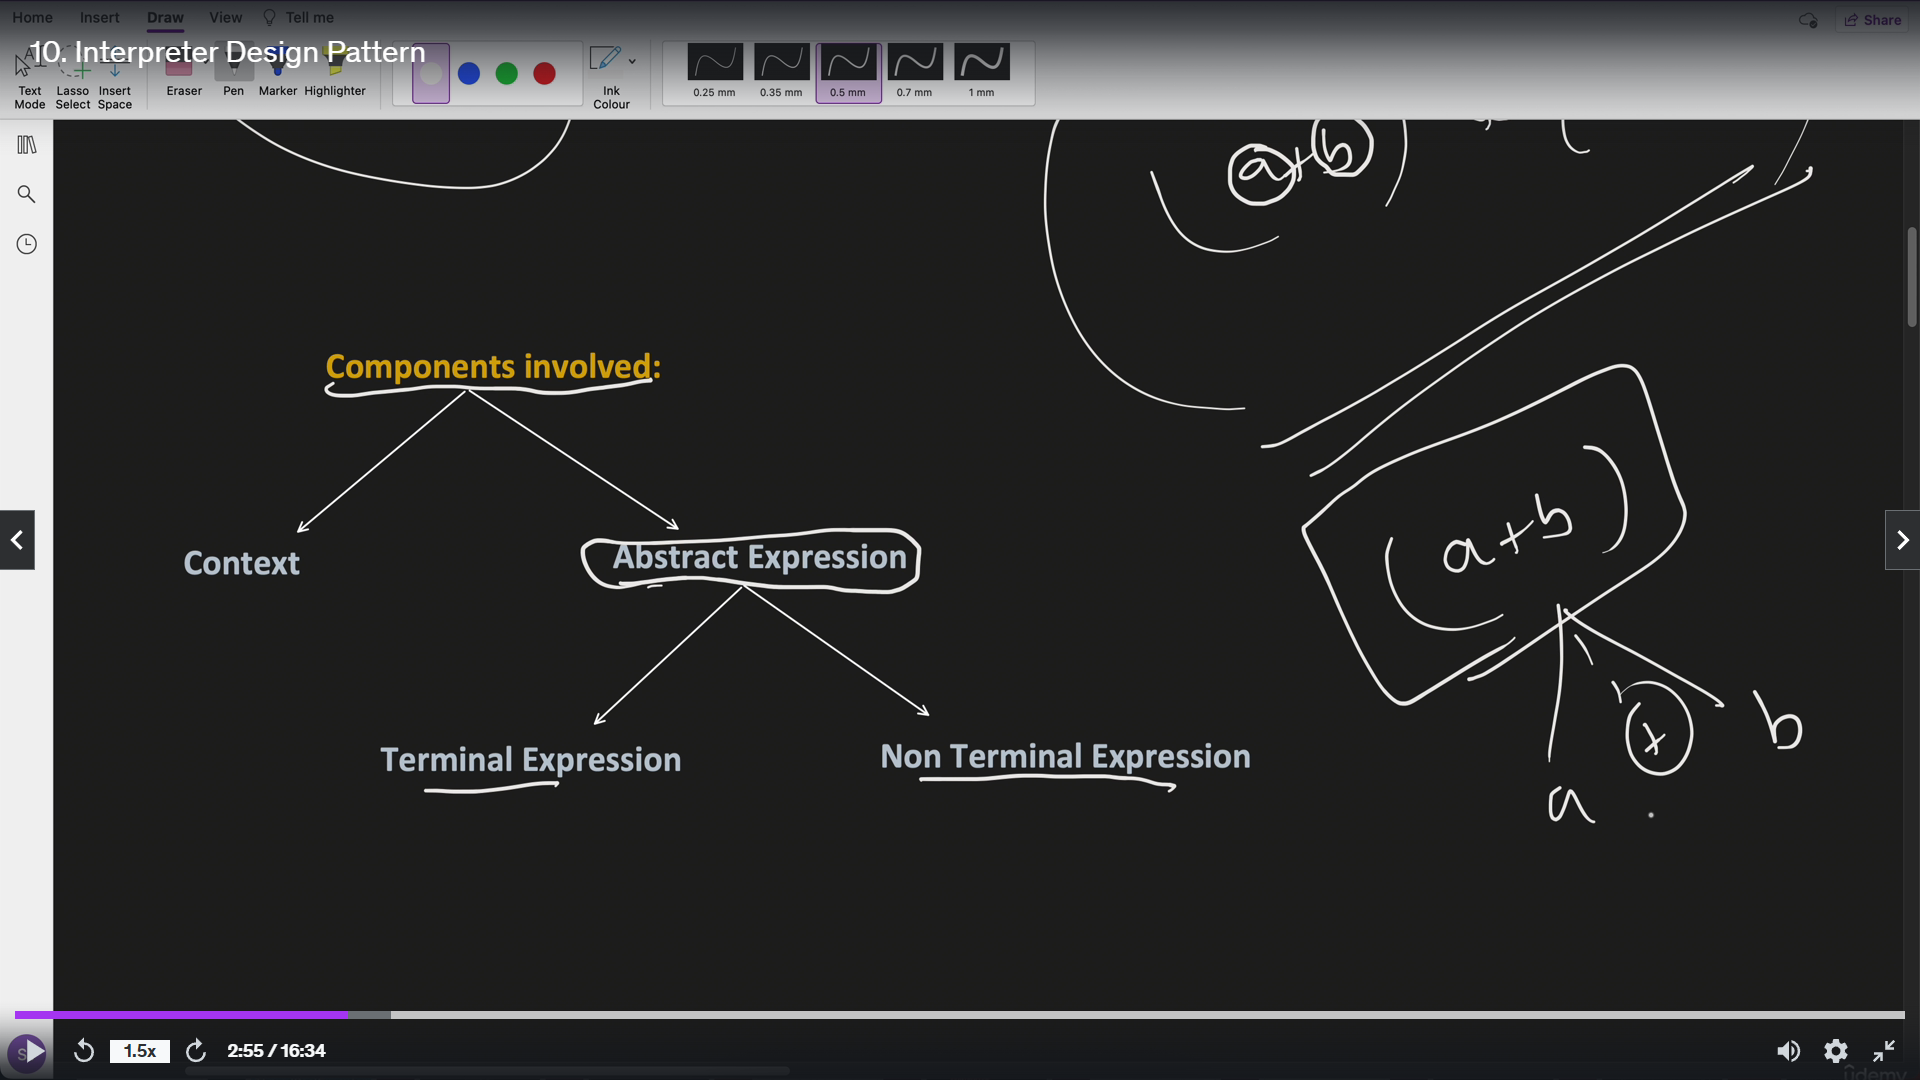 Home Insert Draw View Tell me Share
10. Interpreter Design Pattern
Text Mode
Lasso Select
Insert Space
Eraser
Pen
Marker
Highlighter
Ink Colour
0.25 mm
0.35 mm
0.5 mm
0.7 mm
1 mm
a+b
Components involved:
(a+b)
Context
Abstract Expression
+ b
Terminal Expression
Non Terminal Expression
a
S
1.5x
2:55 / 16:34
ûdemy